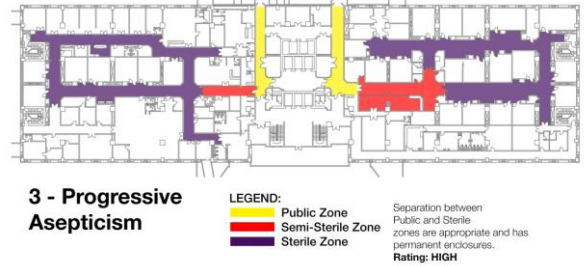 3 - Progressive
Asepticism
LEGEND:
Public Zone
Semi-Sterile Zone
Sterile Zone
Separation between
Public and Sterile
zones are appropriate and has
permanent enclosures.
Rating: HIGH